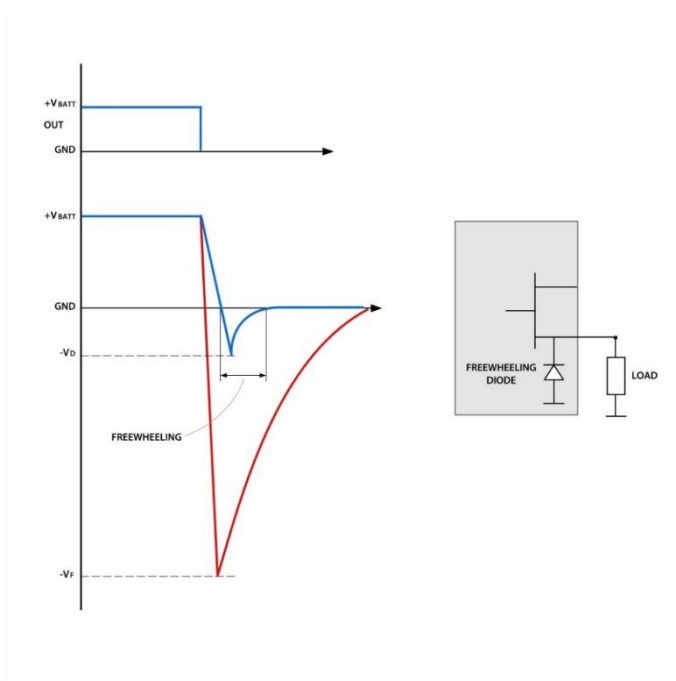 +VBATT
OUT
GND
+VBATT
GND
-VD
FREEWHEELING
-VF
FREEWHEELING
DIODE
LOAD